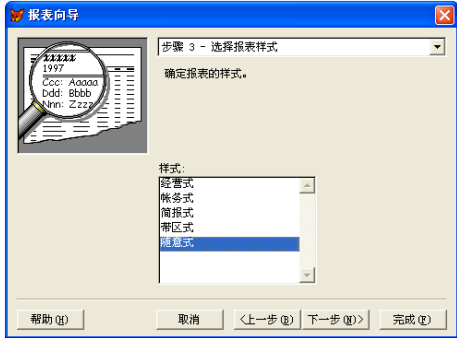 报表向导
步骤 3 - 选择报表样式
确定报表的样式。
XXXXX
1997
Ccc: Aaaaa
Ddd: Bbbb
Nnn: Zzzz
样式:
经营式
帐务式
简报式
带区式
随意式
帮助(H)
取消
<上一步(B)
下一步(N)>
完成(F)